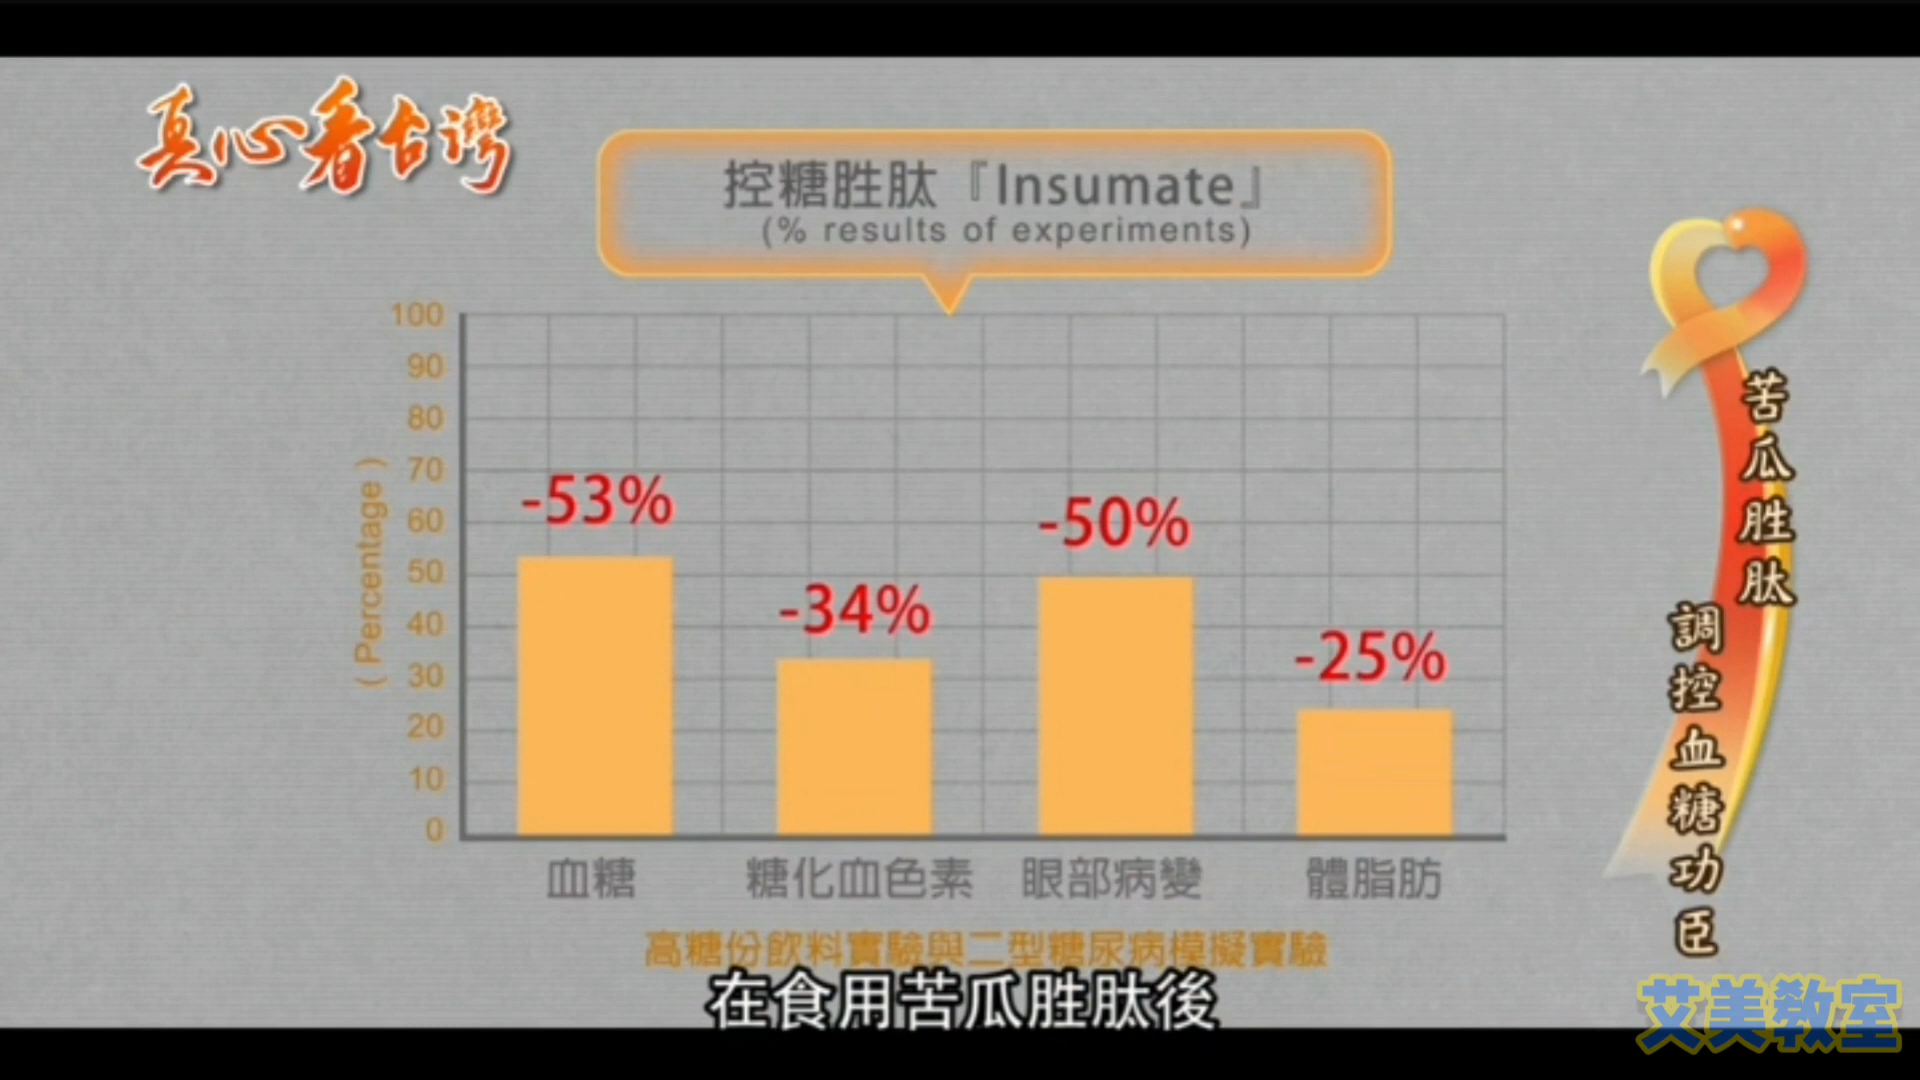 真心看台灣
控糖胜肽『Insumate』
(% results of experiments)
( Percentage )
100
90
80
70
60
50
40
30
20
10
0
-53%
-34%
-50%
-25%
血糖
糖化血色素
眼部病變
體脂肪
高糖份飲料實驗與二型糖尿病模擬實驗
在食用苦瓜胜肽後
苦瓜胜肽
調控血糖功臣
艾美教室